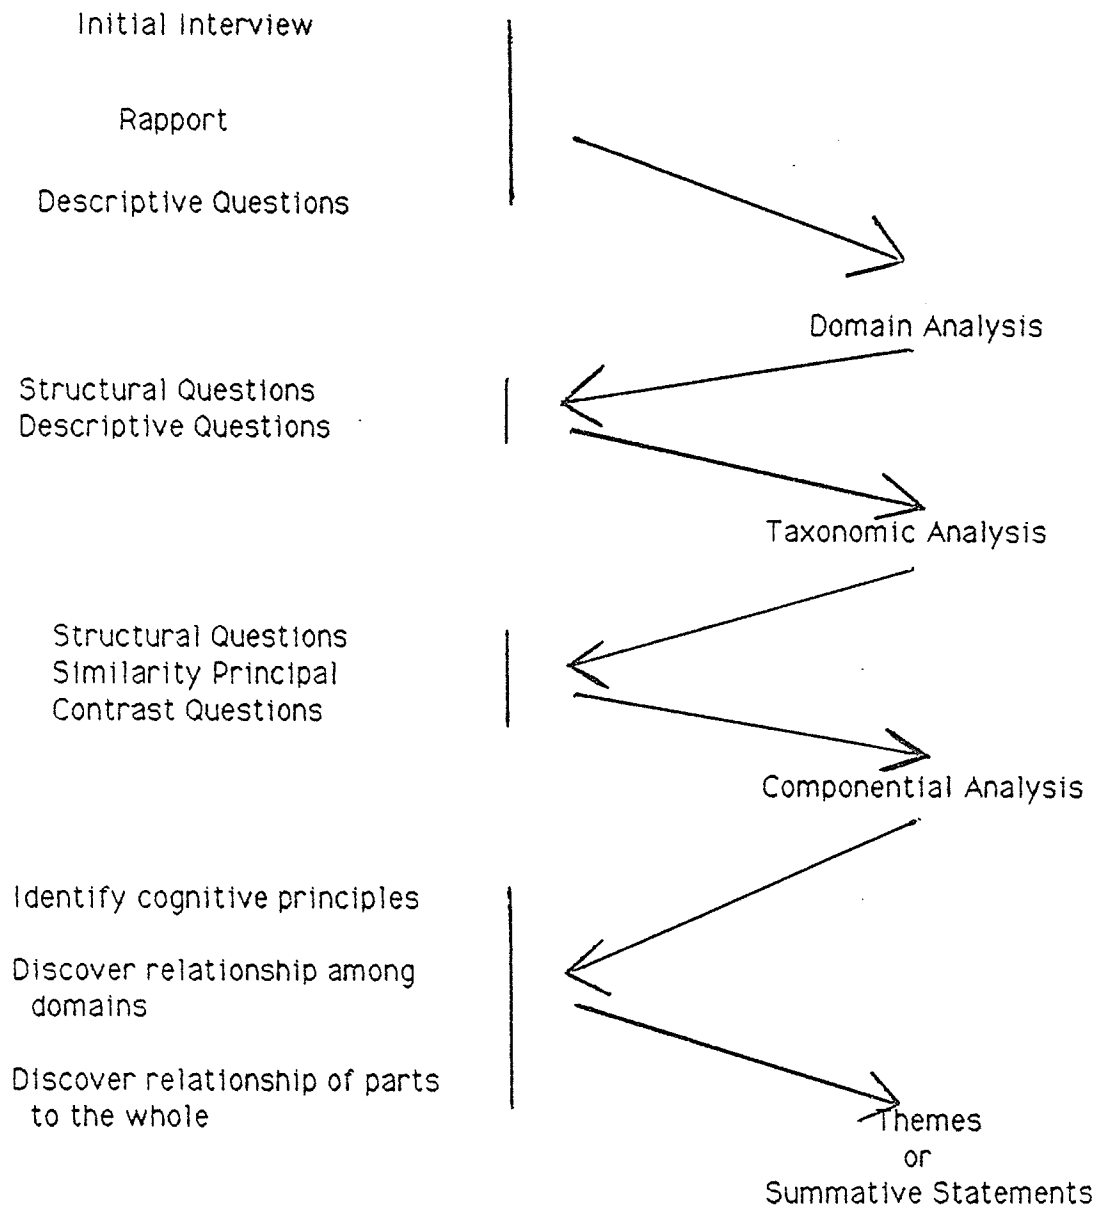 Initial Interview
Rapport
Descriptive Questions
Domain Analysis
Structural Questions
Descriptive Questions
Taxonomic Analysis
Structural Questions
Similarity Principal
Contrast Questions
Componential Analysis
Identify cognitive principles
Discover relationship among
domains
Discover relationship of parts
to the whole
Themes
or
Summative Statements